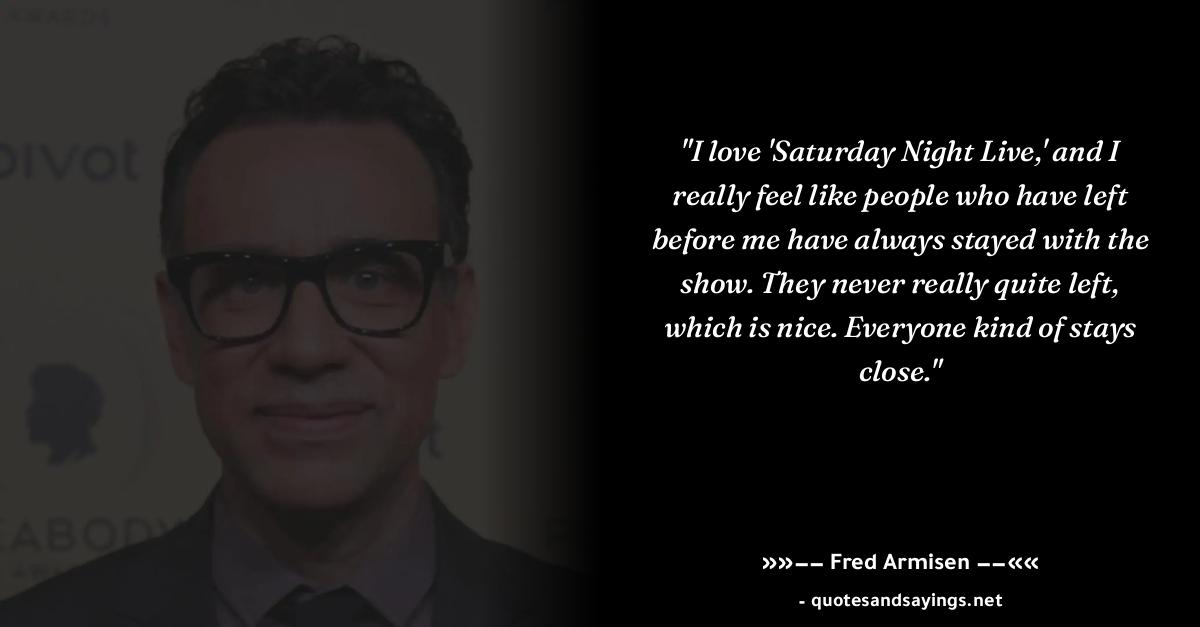 AWARDS
pivot
"I love 'Saturday Night Live,' and I
really feel like people who have left
before me have always stayed with the
show. They never really quite left,
which is nice. Everyone kind of stays
close."
EABODY
»»—— Fred Armisen ——««
- quotesandsayings.net